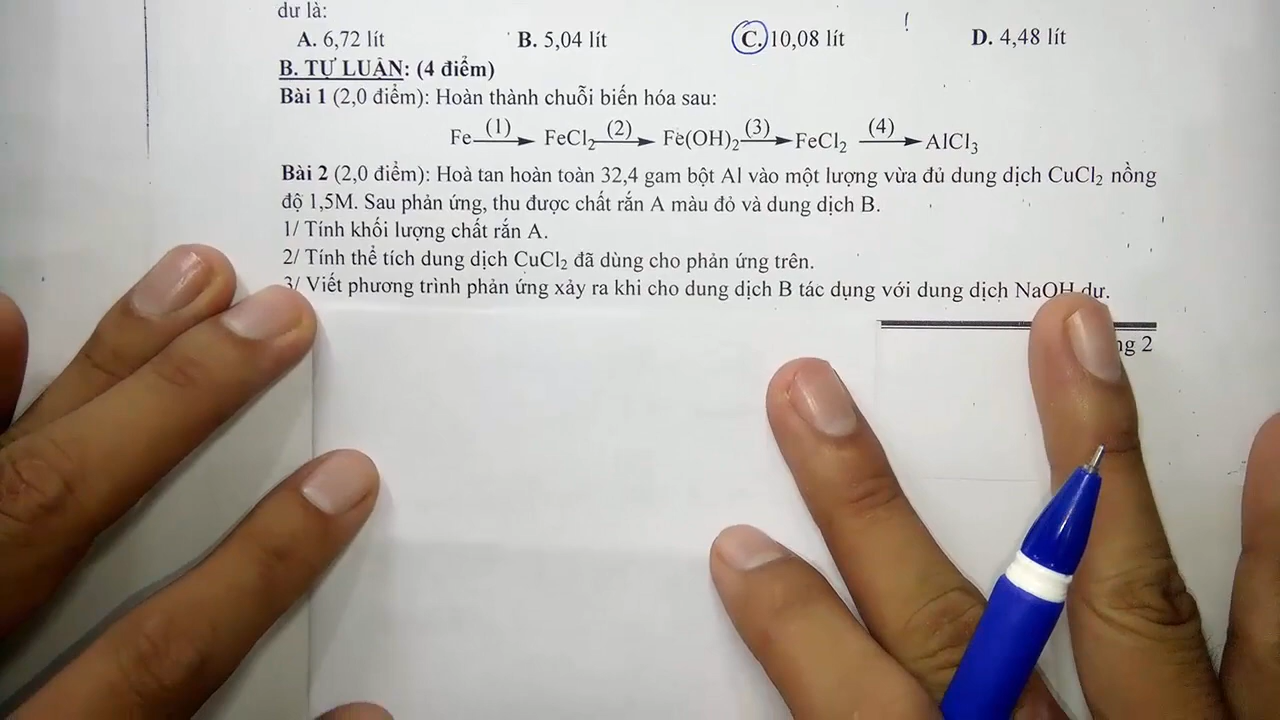 dư là:
A. 6,72 lít B. 5,04 lít C. 10,08 lít D. 4,48 lít
B. TỰ LUẬN: (4 điểm)
Bài 1 (2,0 điểm): Hoàn thành chuỗi biến hóa sau:
Fe (1)→ FeCl₂ (2)→ Fe(OH)₂ (3)→ FeCl₂ (4)→ AlCl₃
Bài 2 (2,0 điểm): Hoà tan hoàn toàn 32,4 gam bột Al vào một lượng vừa đủ dung dịch CuCl₂ nồng
độ 1,5M. Sau phản ứng, thu được chất rắn A màu đỏ và dung dịch B.
1/ Tính khối lượng chất rắn A.
2/ Tính thể tích dung dịch CuCl₂ đã dùng cho phản ứng trên.
3/ Viết phương trình phản ứng xảy ra khi cho dung dịch B tác dụng với dung dịch NaOH dư.
2